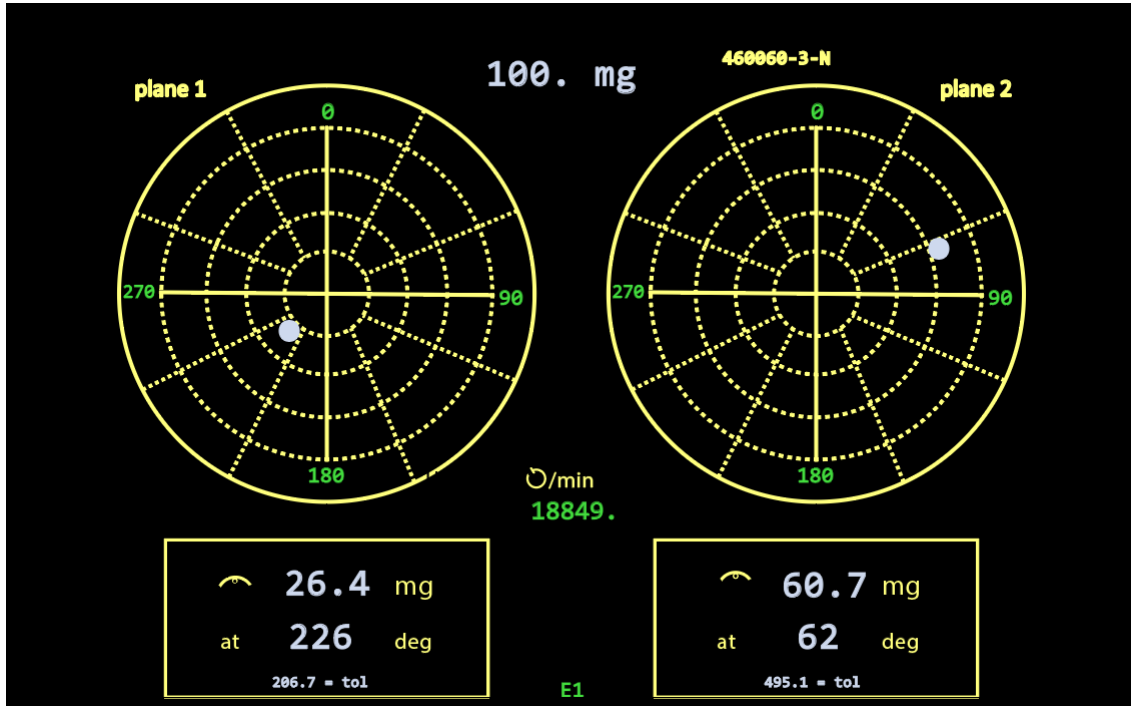 460060-3-N
plane 1
100. mg
plane 2
0
0
270
90
270
90
180
180
/min
18849.
26.4 mg
60.7 mg
at 226 deg
at 62 deg
206.7 = tol
495.1 = tol
E1